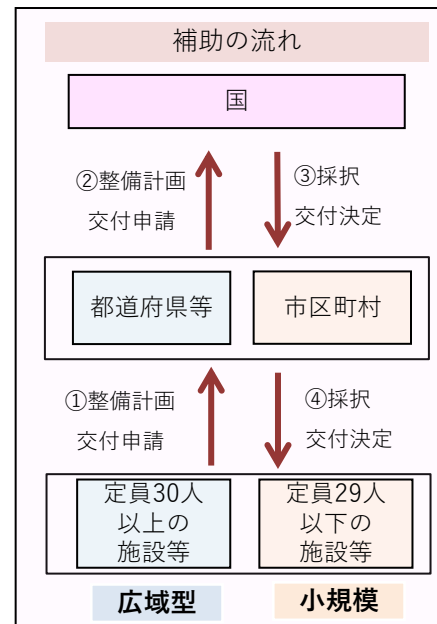 補助の流れ
国
②整備計画
交付申請
③採択
交付決定
都道府県等
市区町村
①整備計画
交付申請
④採択
交付決定
定員30人
以上の
施設等
定員29人
以下の
施設等
広域型
小規模